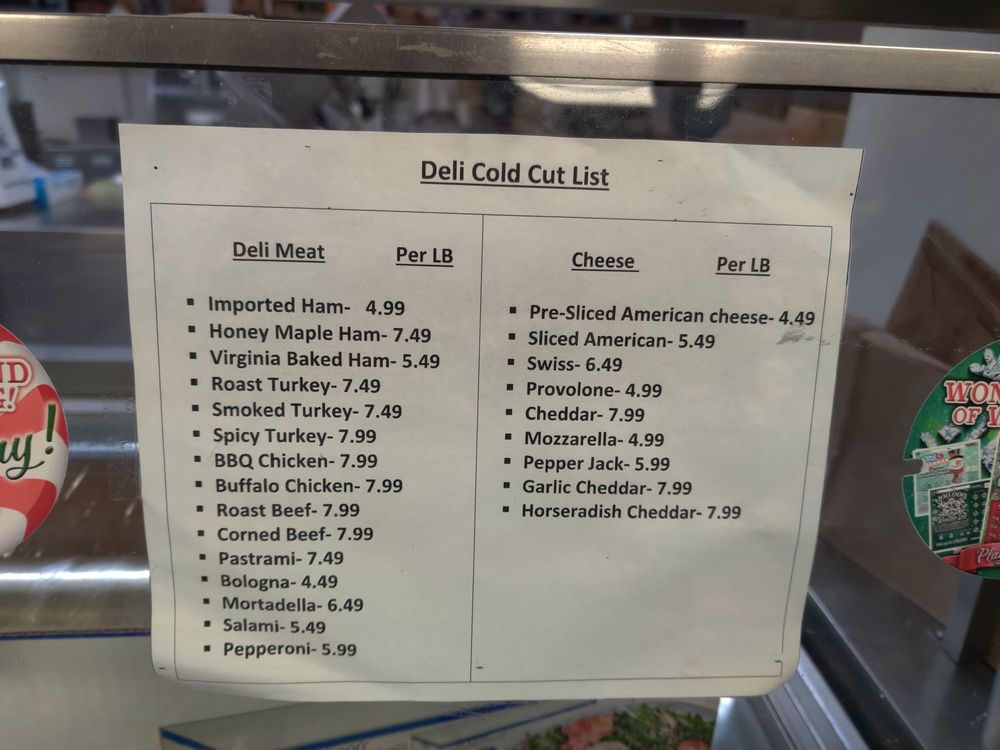 Deli Cold Cut List
Deli Meat Per LB
▪ Imported Ham- 4.99
▪ Honey Maple Ham- 7.49
▪ Virginia Baked Ham- 5.49
▪ Roast Turkey- 7.49
▪ Smoked Turkey- 7.49
▪ Spicy Turkey- 7.99
▪ BBQ Chicken- 7.99
▪ Buffalo Chicken- 7.99
▪ Roast Beef- 7.99
▪ Corned Beef- 7.99
▪ Pastrami- 7.49
▪ Bologna- 4.49
▪ Mortadella- 6.49
▪ Salami- 5.49
▪ Pepperoni- 5.99
Cheese Per LB
▪ Pre-Sliced American cheese- 4.49
▪ Sliced American- 5.49
▪ Swiss- 6.49
▪ Provolone- 4.99
▪ Cheddar- 7.99
▪ Mozzarella- 4.99
▪ Pepper Jack- 5.99
▪ Garlic Cheddar- 7.99
▪ Horseradish Cheddar- 7.99
OF